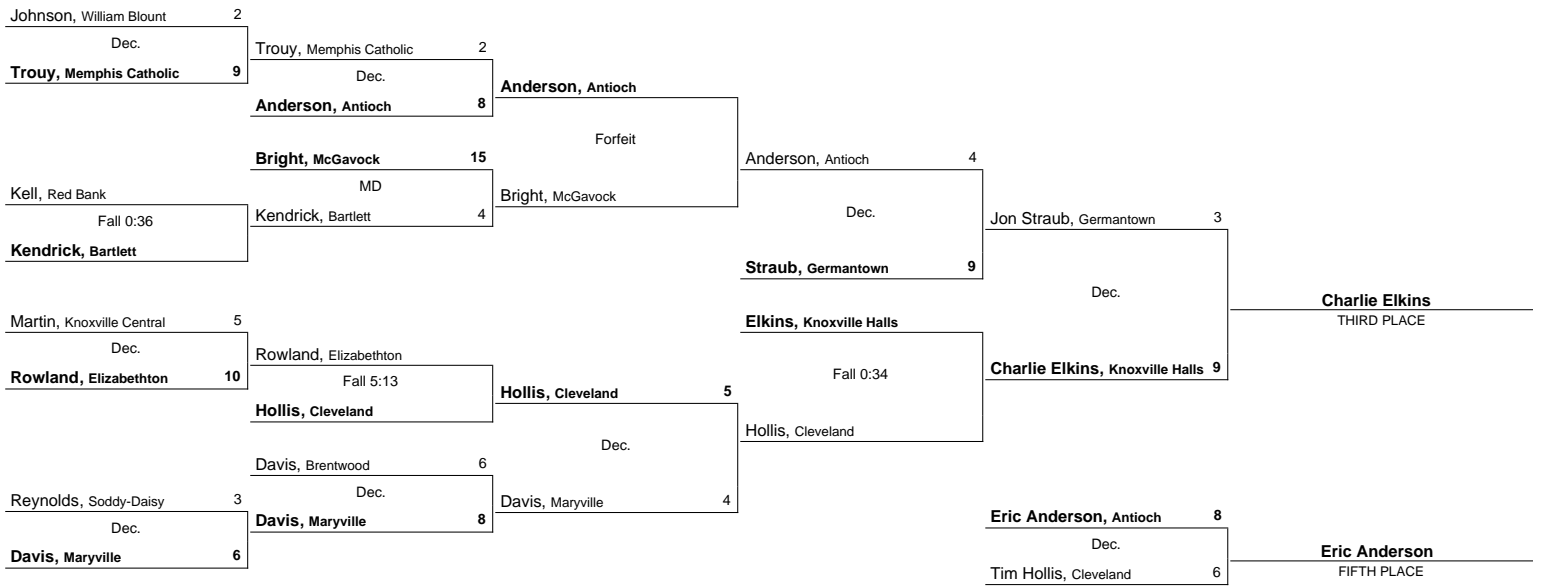 Johnson, William Blount 2
Dec.
Trouy, Memphis Catholic 9
Kell, Red Bank
Fall 0:36
Kendrick, Bartlett
Martin, Knoxville Central 5
Dec.
Rowland, Elizabethton 10
Reynolds, Soddy-Daisy 3
Dec.
Davis, Maryville 6
Trouy, Memphis Catholic 2
Dec.
Anderson, Antioch 8
Bright, McGavock 15
MD
Kendrick, Bartlett 4
Rowland, Elizabethton
Fall 5:13
Hollis, Cleveland
Davis, Brentwood 6
Dec.
Davis, Maryville 8
Anderson, Antioch
Forfeit
Bright, McGavock
Hollis, Cleveland 5
Dec.
Davis, Maryville 4
Anderson, Antioch 4
Dec.
Straub, Germantown 9
Elkins, Knoxville Halls
Fall 0:34
Hollis, Cleveland
Jon Straub, Germantown 3
Dec.
Charlie Elkins, Knoxville Halls 9
Charlie Elkins
THIRD PLACE
Eric Anderson, Antioch 8
Dec.
Tim Hollis, Cleveland 6
Eric Anderson
FIFTH PLACE